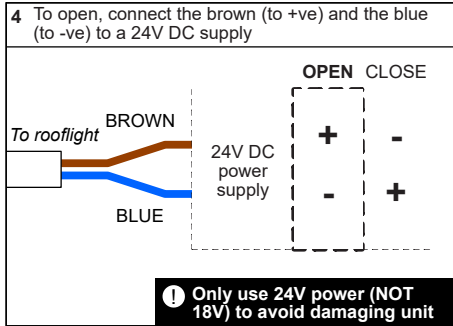 4 To open, connect the brown (to +ve) and the blue
(to -ve) to a 24V DC supply
OPEN CLOSE
BROWN
To rooflight
24V DC
power
supply
+ -
- +
BLUE
! Only use 24V power (NOT
18V) to avoid damaging unit